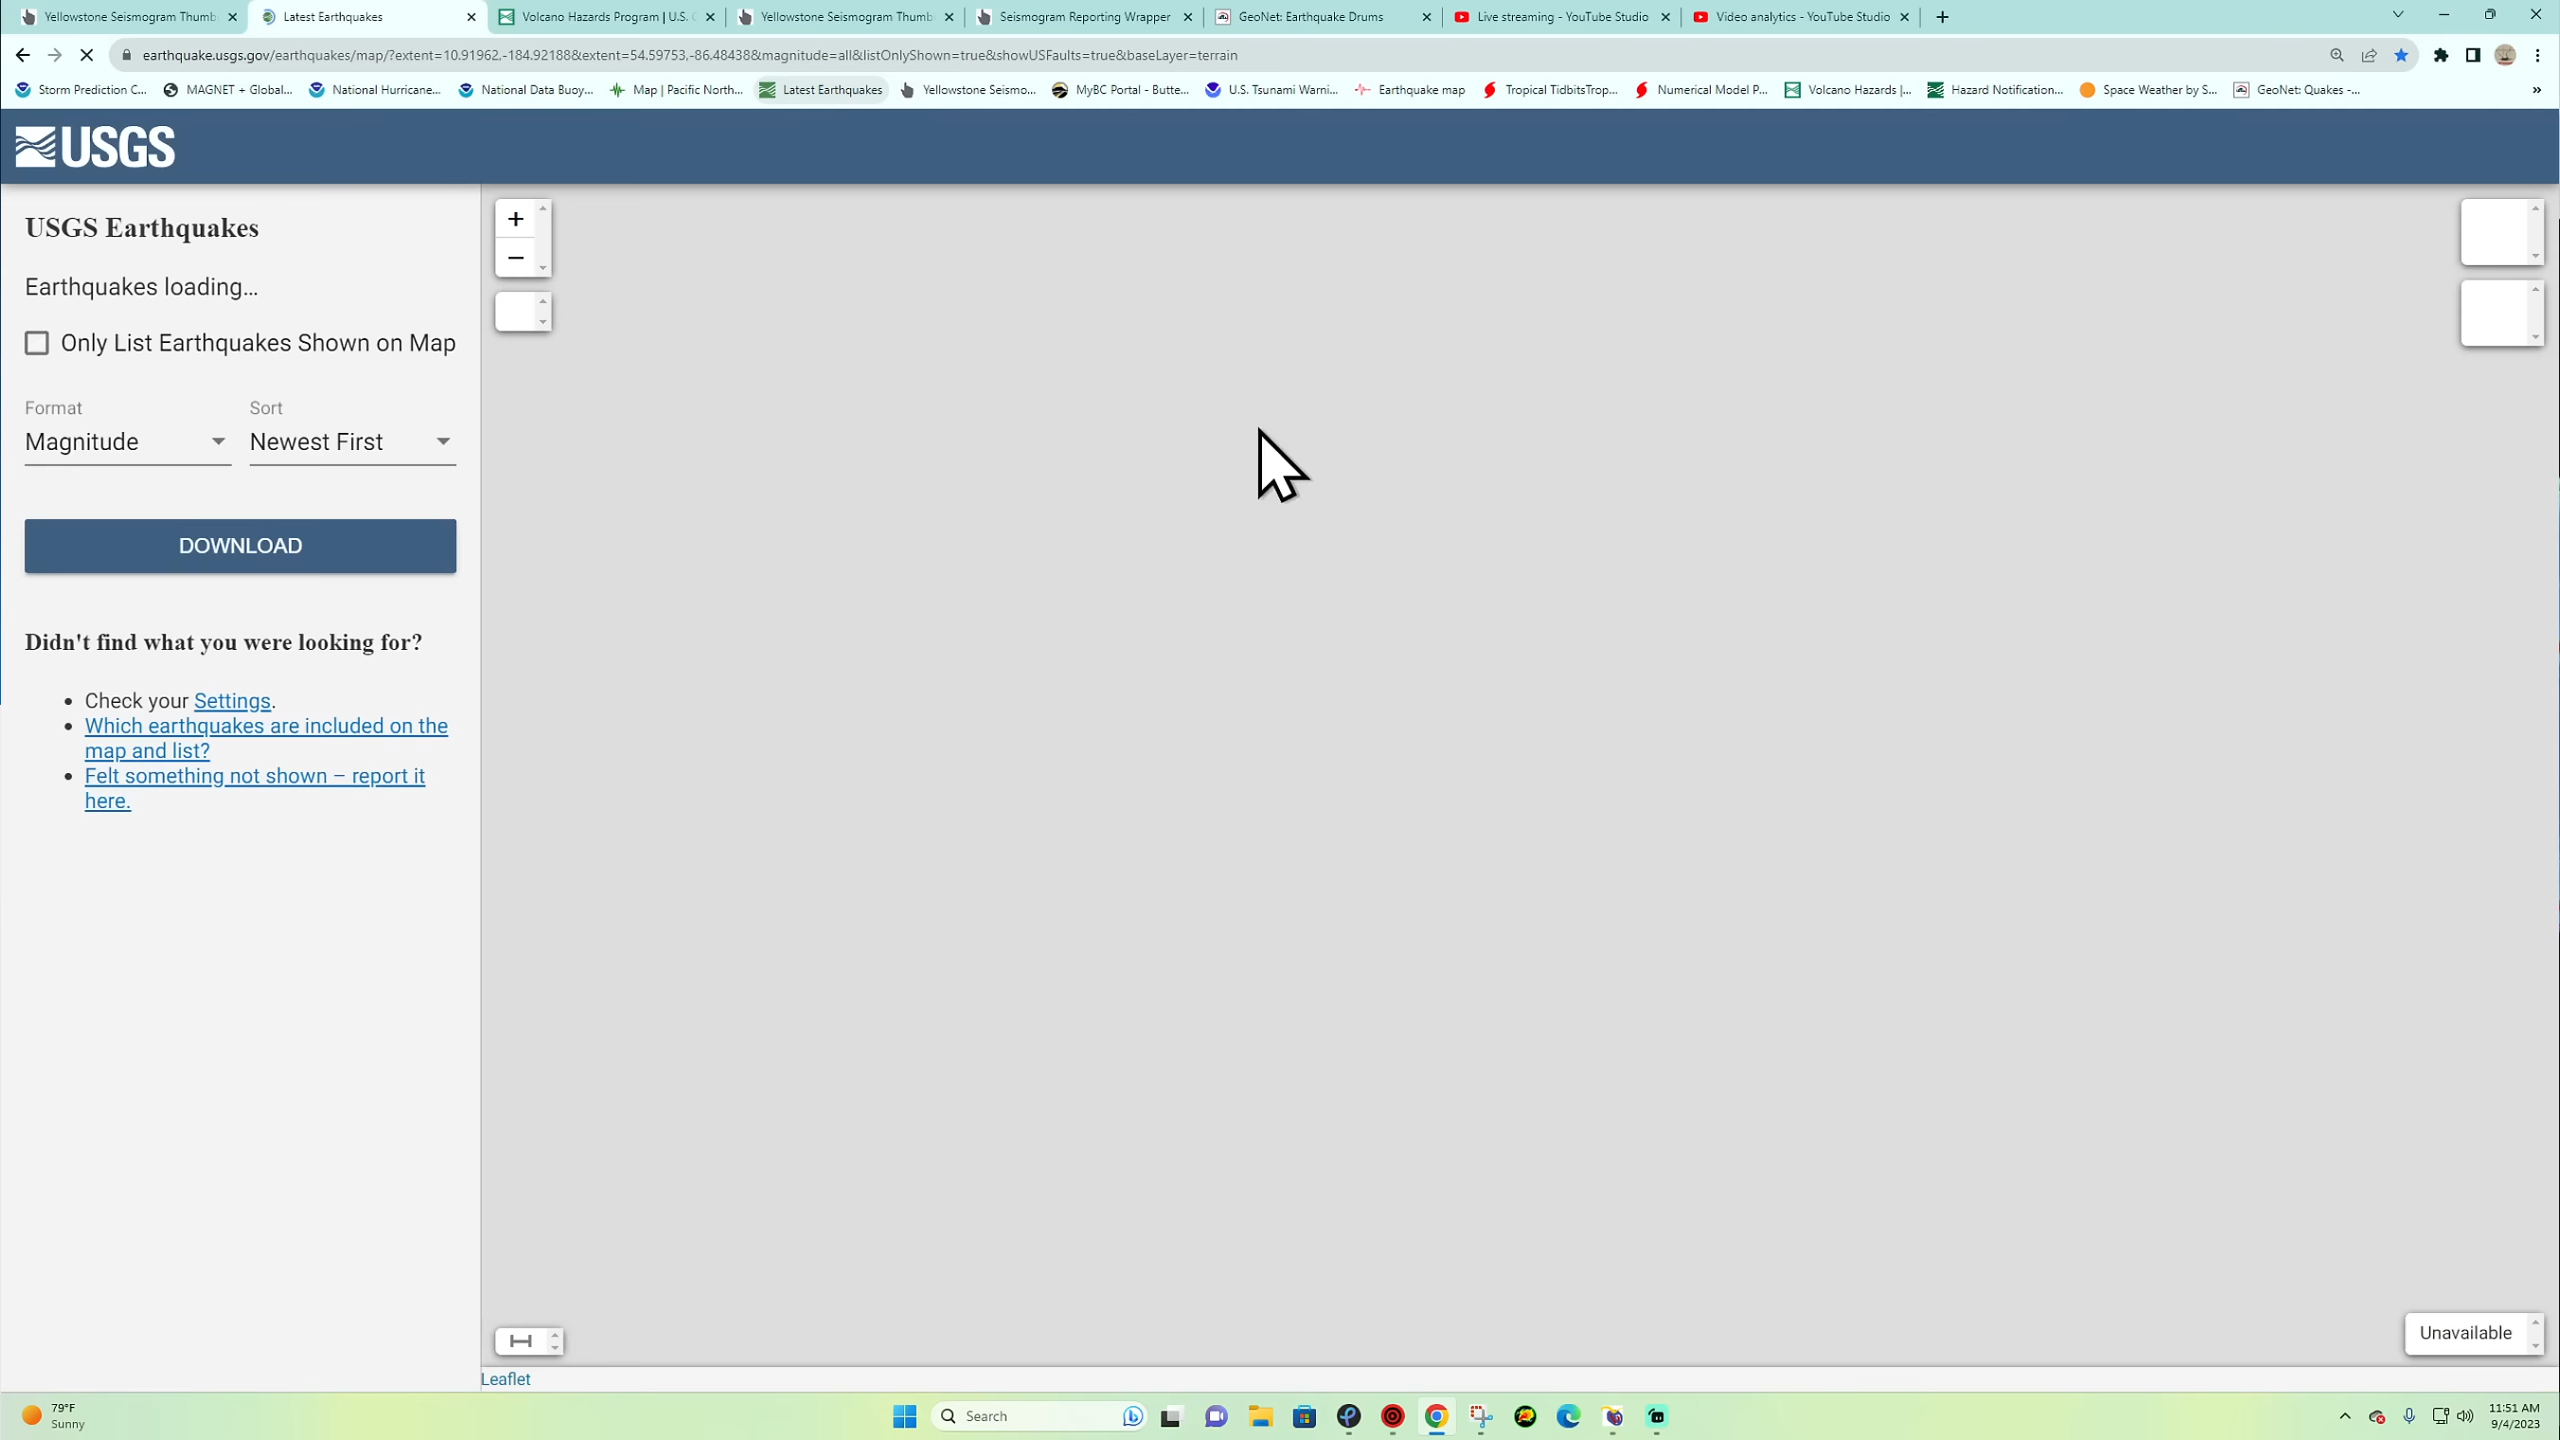 Yellowstone Seismogram Thumb
Latest Earthquakes
Volcano Hazards Program | U.S.
Yellowstone Seismogram Thumb
Seismogram Reporting Wrapper
GeoNet: Earthquake Drums
Live streaming - YouTube Studio
Video analytics - YouTube Studio
earthquake.usgs.gov/earthquakes/map/?extent=10.91962,-184.92188&extent=54.59753,-86.48438&magnitude=all&listOnlyShown=true&showUSFaults=true&baseLayer=terrain
Storm Prediction C...
MAGNET + Global...
National Hurricane...
National Data Buoy...
Map | Pacific North...
Latest Earthquakes
Yellowstone Seismo...
MyBC Portal - Butte...
U.S. Tsunami Warni...
Earthquake map
Tropical TidbitsTrop...
Numerical Model P...
Volcano Hazards |...
Hazard Notification...
Space Weather by S...
GeoNet: Quakes -...
»
USGS
USGS Earthquakes
Earthquakes loading...
Only List Earthquakes Shown on Map
Format
Sort
Magnitude
Newest First
DOWNLOAD
Didn't find what you were looking for?
• Check your Settings.
• Which earthquakes are included on the
map and list?
• Felt something not shown – report it
here.
+
−
Unavailable
Leaflet
79°F
Sunny
Search
11:51 AM
9/4/2023